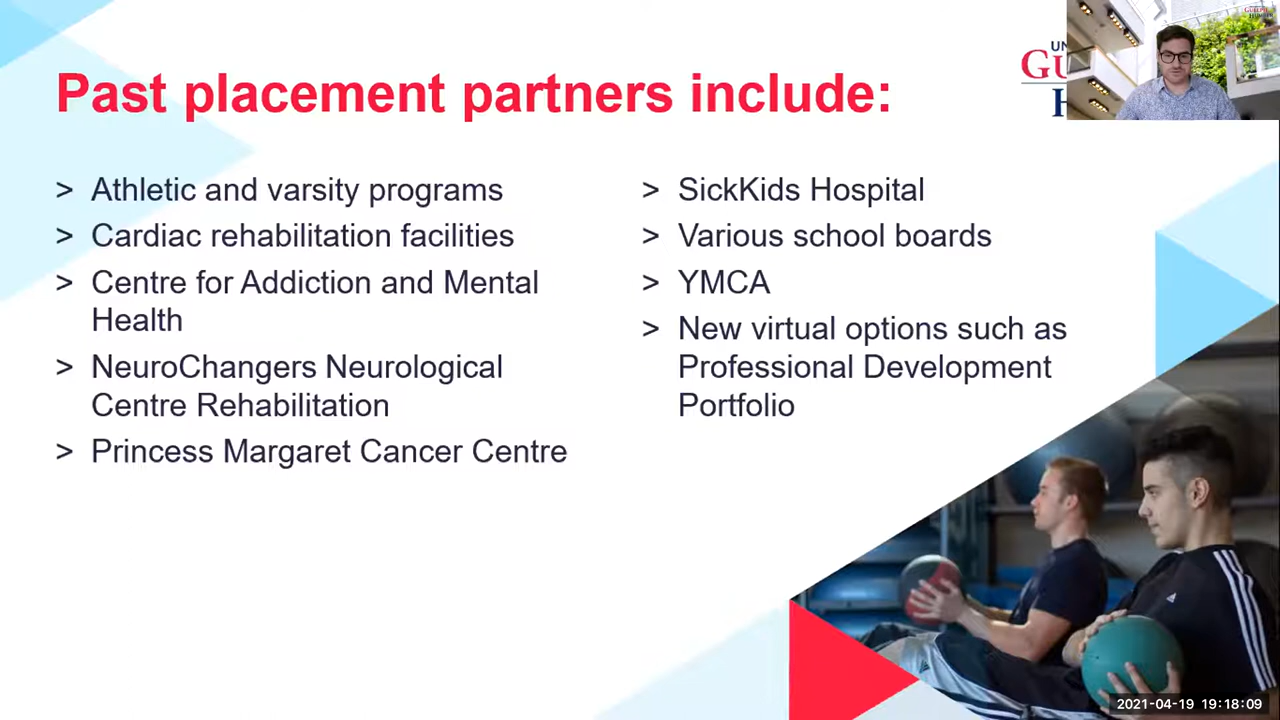 Past placement partners include:
> Athletic and varsity programs
> Cardiac rehabilitation facilities
> Centre for Addiction and Mental
Health
> NeuroChangers Neurological
Centre Rehabilitation
> Princess Margaret Cancer Centre
> SickKids Hospital
> Various school boards
> YMCA
> New virtual options such as
Professional Development
Portfolio
UN
GU
H
2021-04-19 19:18:09